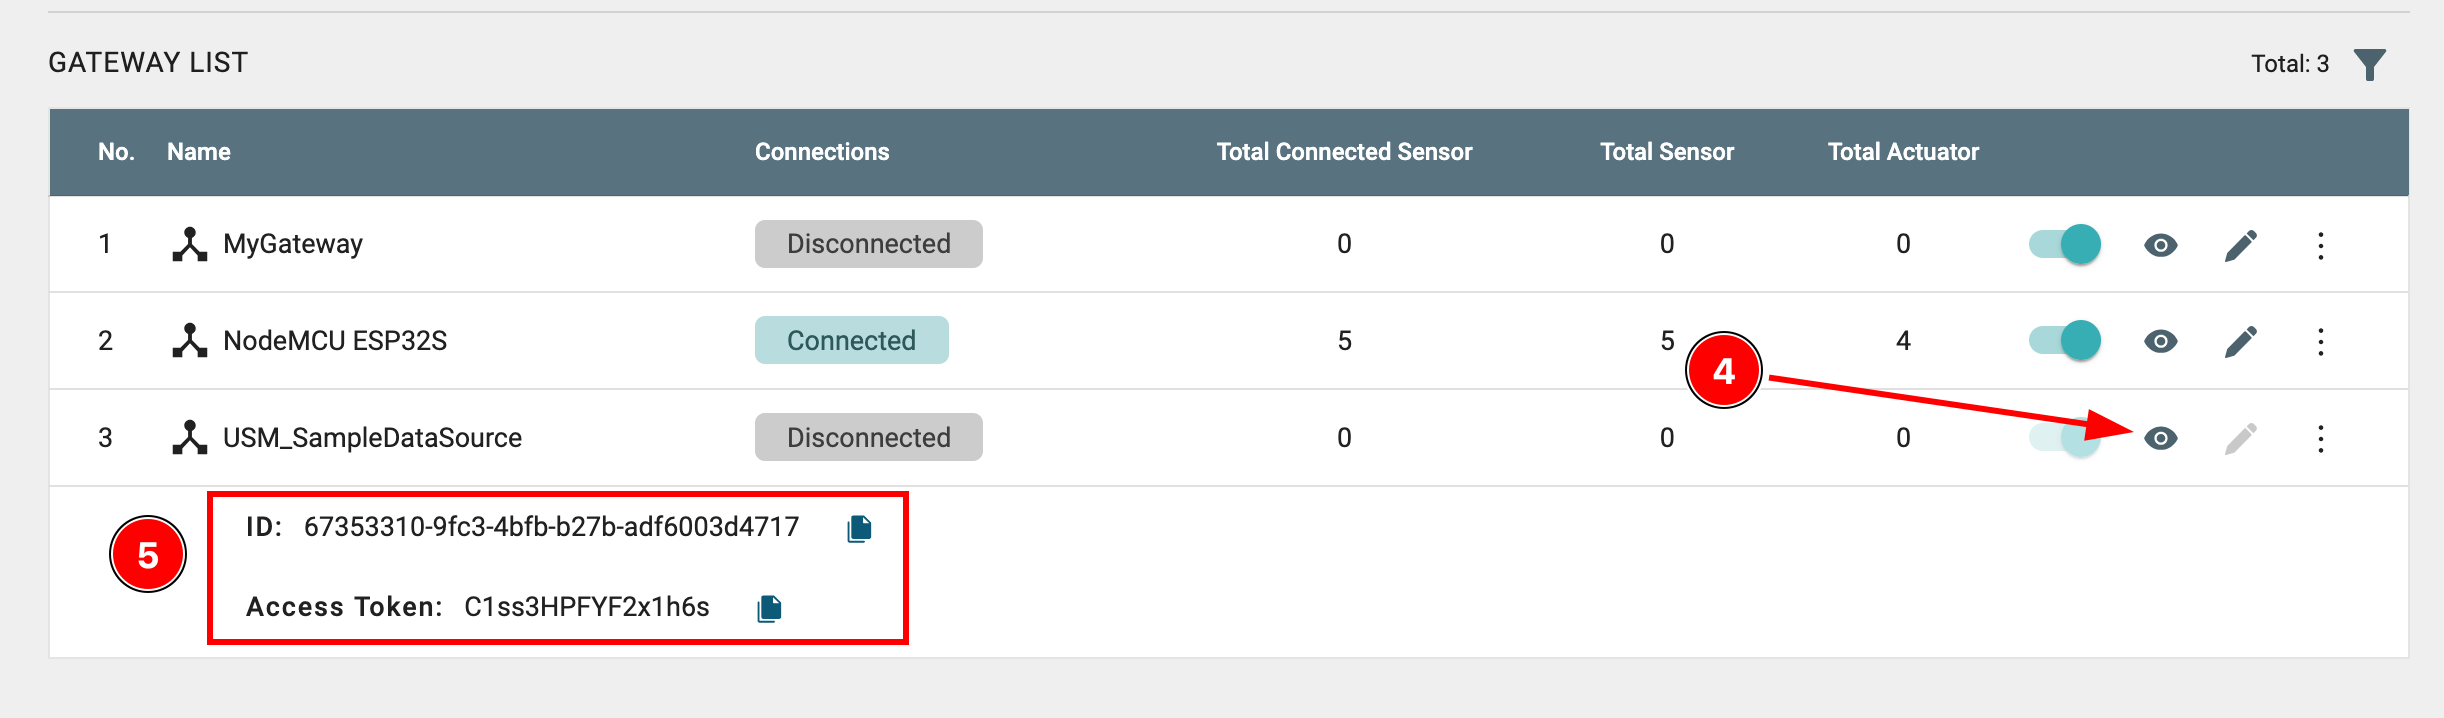 GATEWAY LIST Total: 3
No. Name Connections Total Connected Sensor Total Sensor Total Actuator
1 MyGateway Disconnected 0 0 0
2 NodeMCU ESP32S Connected 5 5 4
4
3 USM_SampleDataSource Disconnected 0 0 0
5
ID: 67353310-9fc3-4bfb-b27b-adf6003d4717
Access Token: C1ss3HPFYF2x1h6s